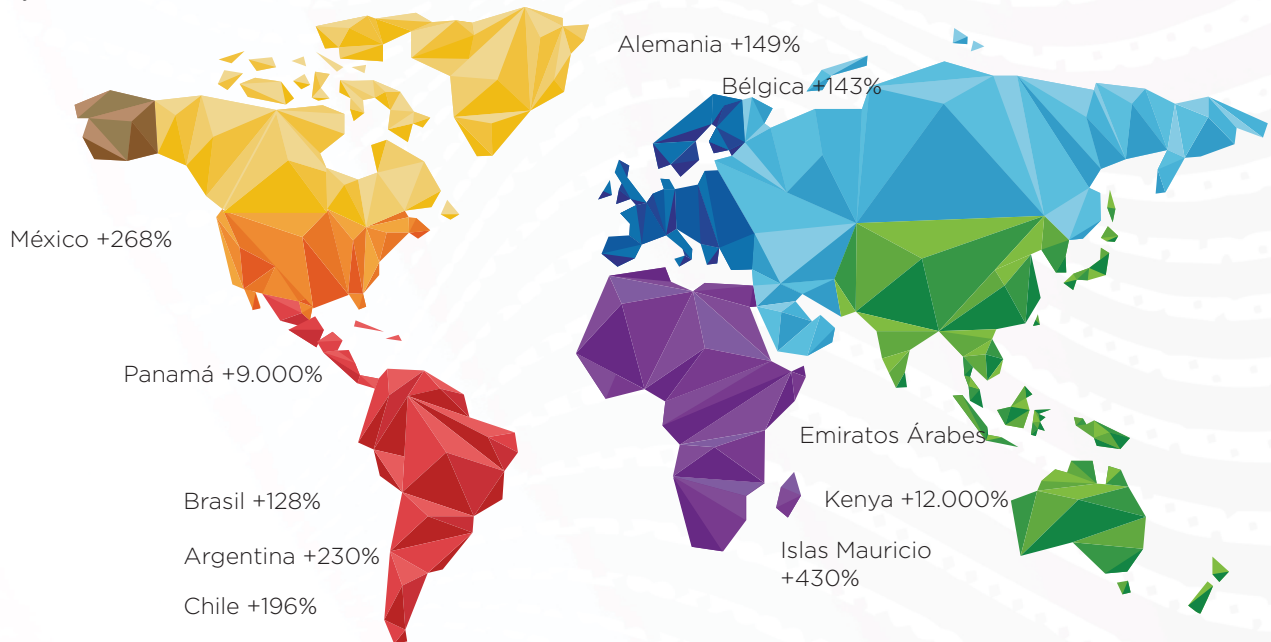 Alemania +149%
Bélgica +143%
México +268%
Panamá +9.000%
Emiratos Árabes
Brasil +128%
Kenya +12.000%
Argentina +230%
Islas Mauricio
+430%
Chile +196%